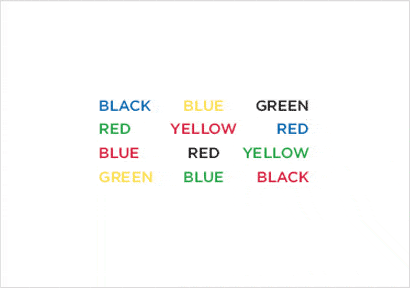 BLACK BLUE GREEN
RED YELLOW RED
BLUE RED YELLOW
GREEN BLUE BLACK